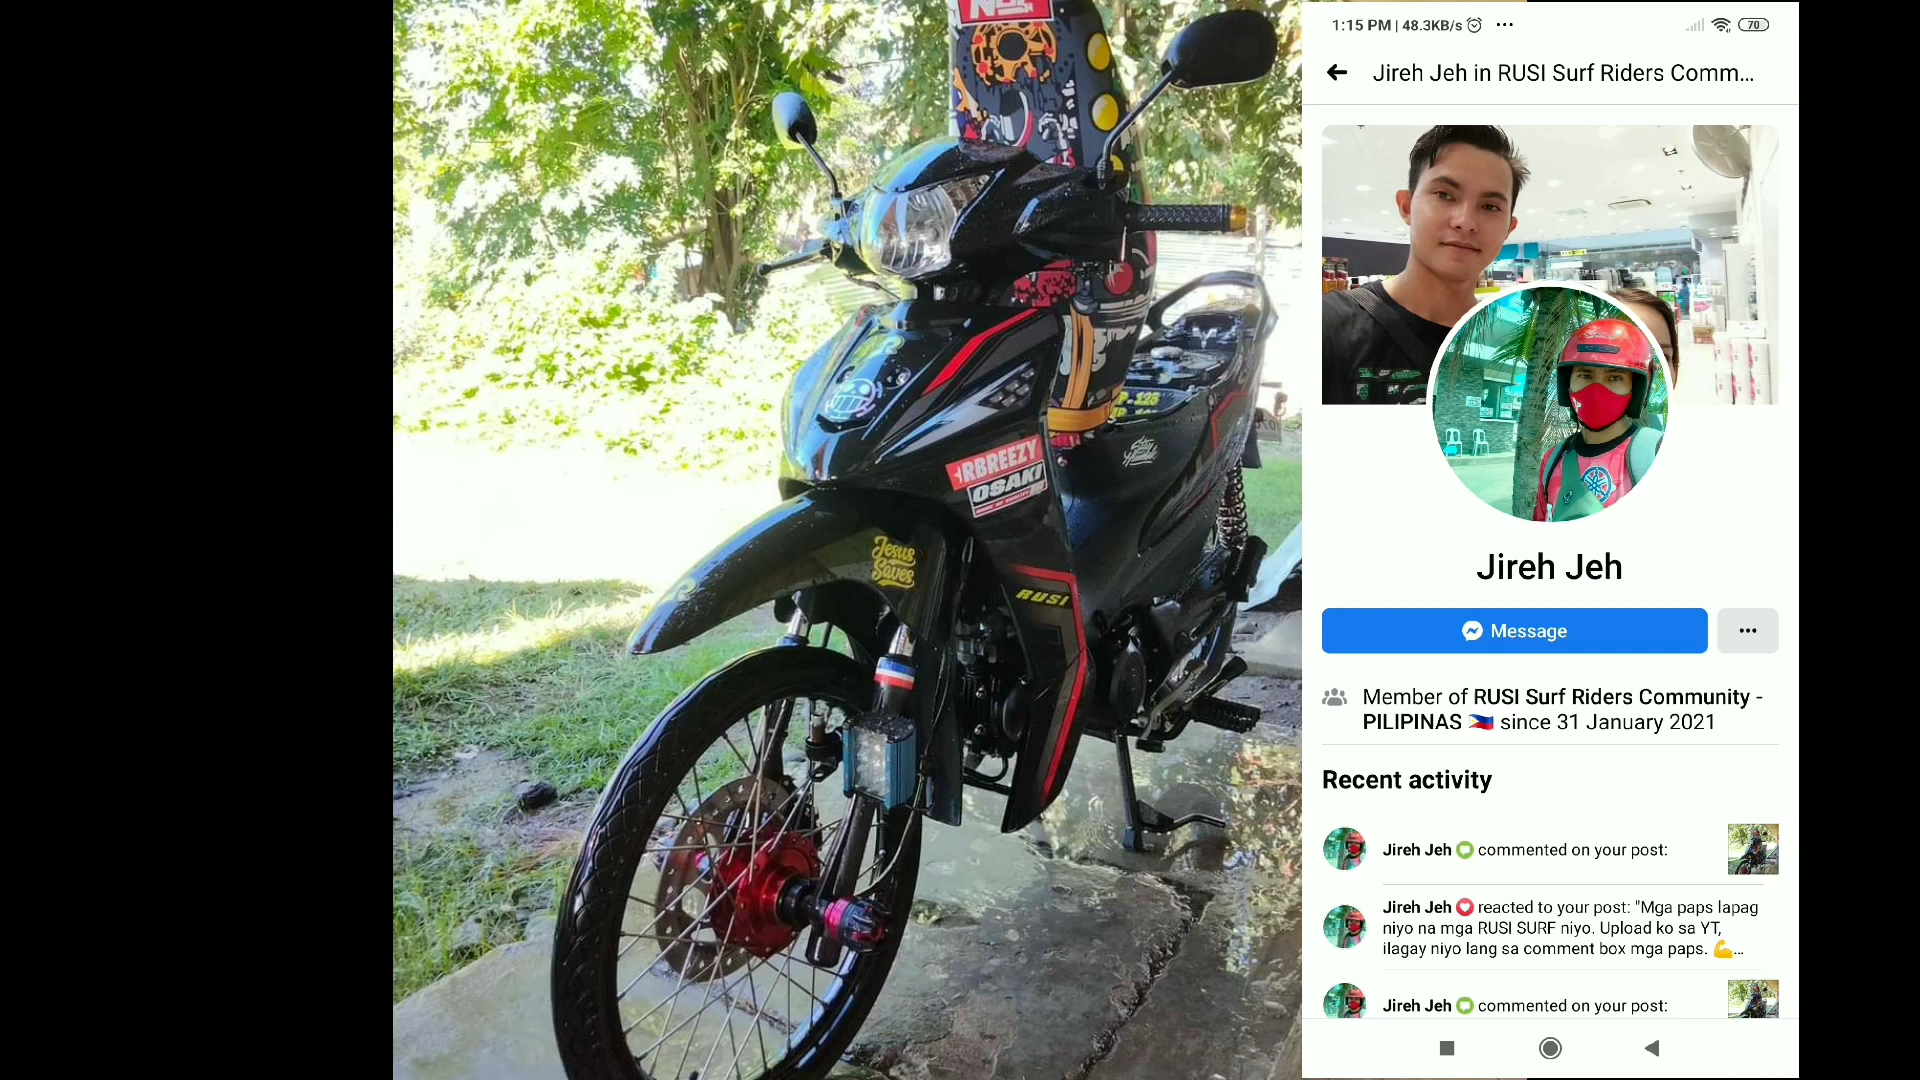 RBREEZY
OSAKI
Jesus
Saves
RUSI
1:15 PM | 48.3KB/s
70
Jireh Jeh in RUSI Surf Riders Comm...
Jireh Jeh
Message
Member of RUSI Surf Riders Community -
PILIPINAS 🇵🇭 since 31 January 2021
Recent activity
Jireh Jeh commented on your post:
Jireh Jeh reacted to your post: "Mga paps lapag
niyo na mga RUSI SURF niyo. Upload ko sa YT,
ilagay niyo lang sa comment box mga paps. 💪...
Jireh Jeh commented on your post: